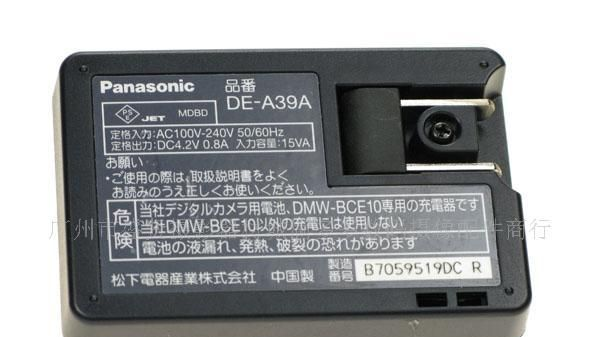 Panasonic
品番
DE-A39A
PS E JET MDBD
定格入力:AC100V-240V 50/60Hz
定格出力:DC4.2V 0.8A 入力容量:15VA
お願い
・ご使用の際は、取扱説明書をよく
お読みのうえ正しくお使いください。
危険
当社デジタルカメラ用電池、DMW-BCE10専用の充電器です
当社DMW-BCE10以外の充電には使用しない
電池の液漏れ、発熱、破裂の恐れがあります
松下電器産業株式会社 中国製 製造番号 B7059519DC R